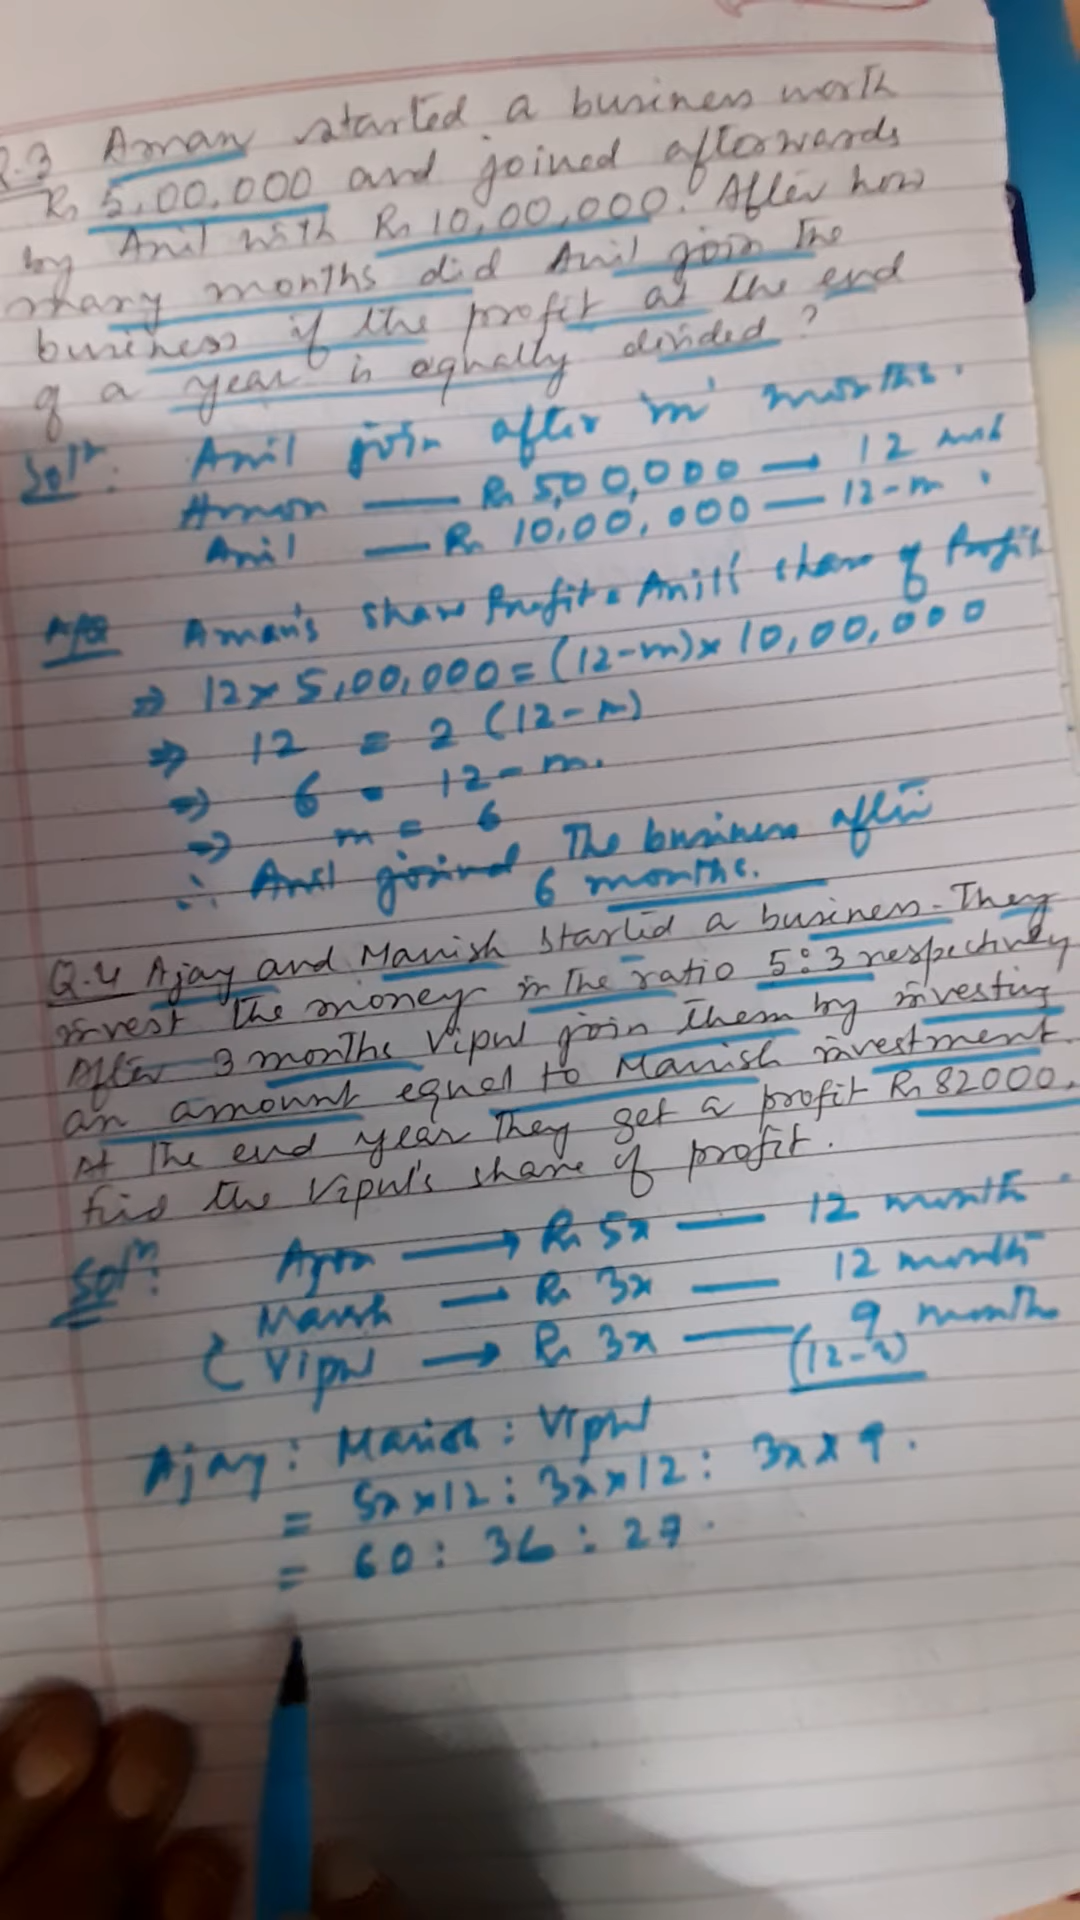 Q.3 Aman started a business worth
Rs 5,00,000 and joined afterwards
by Anil with Rs 10,00,000. After how
many months did Anil join the
business if the profit at the end
of a year is equally divided?
Solⁿ: Anil join after 'm' months.
Aman — Rs 5,00,000 — 12 month
Anil — Rs 10,00,000 — 12-m
A/Q Aman's share Profit = Anil's share of Profit
⇒ 12 × 5,00,000 = (12-m) × 10,00,000
⇒ 12 = 2 (12-m)
⇒ 6 = 12-m.
⇒ m = 6
∴ Anil joined the business after
6 months.
Q.4 Ajay and Manish started a business. They
invest the money in the ratio 5:3 respectively
After 3 months Vipul join them by investing
an amount equal to Manish investment.
At the end year they get a profit Rs 82000.
find the Vipul's share of profit.
Solⁿ: Ajay → Rs 5x — 12 month.
Manish — Rs 3x — 12 month
Vipul → Rs 3x — 9 month
(12-3)
Ajay : Manish : Vipul
= 5x×12 : 3x×12 : 3x×9.
= 60 : 36 : 27.